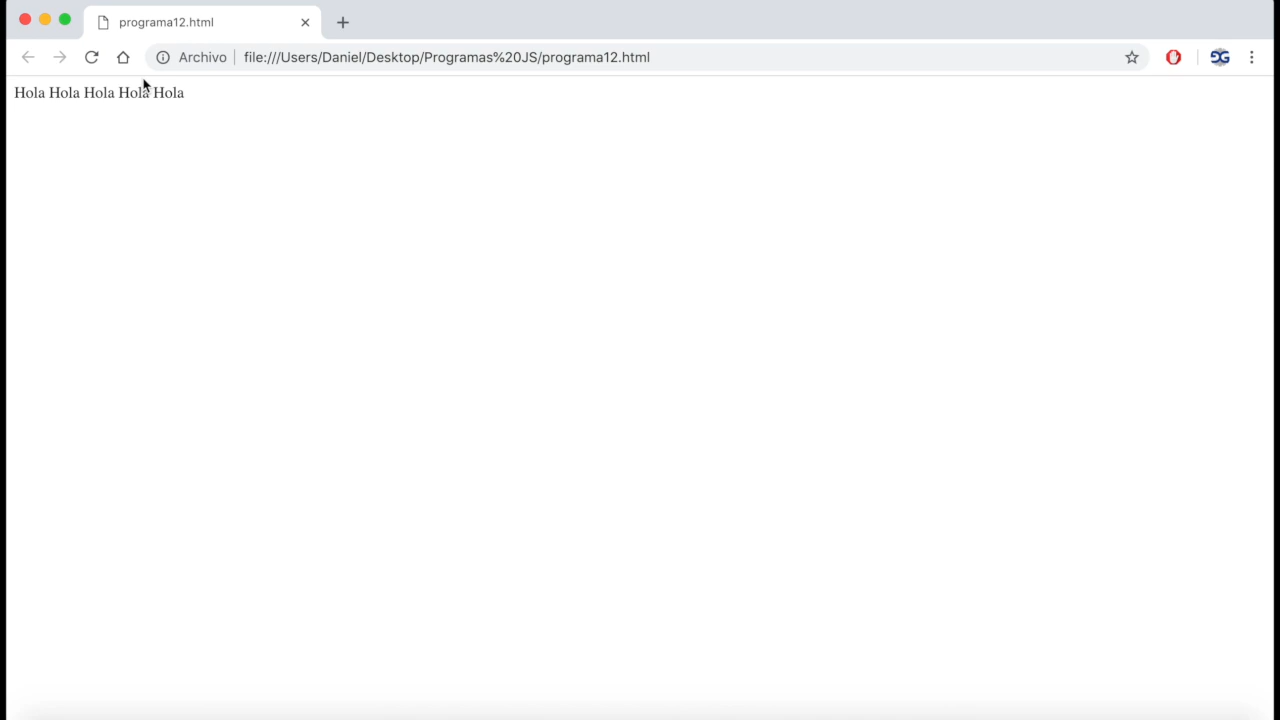 programa12.html
Archivo file:///Users/Daniel/Desktop/Programas%20JS/programa12.html
Hola Hola Hola Hola Hola